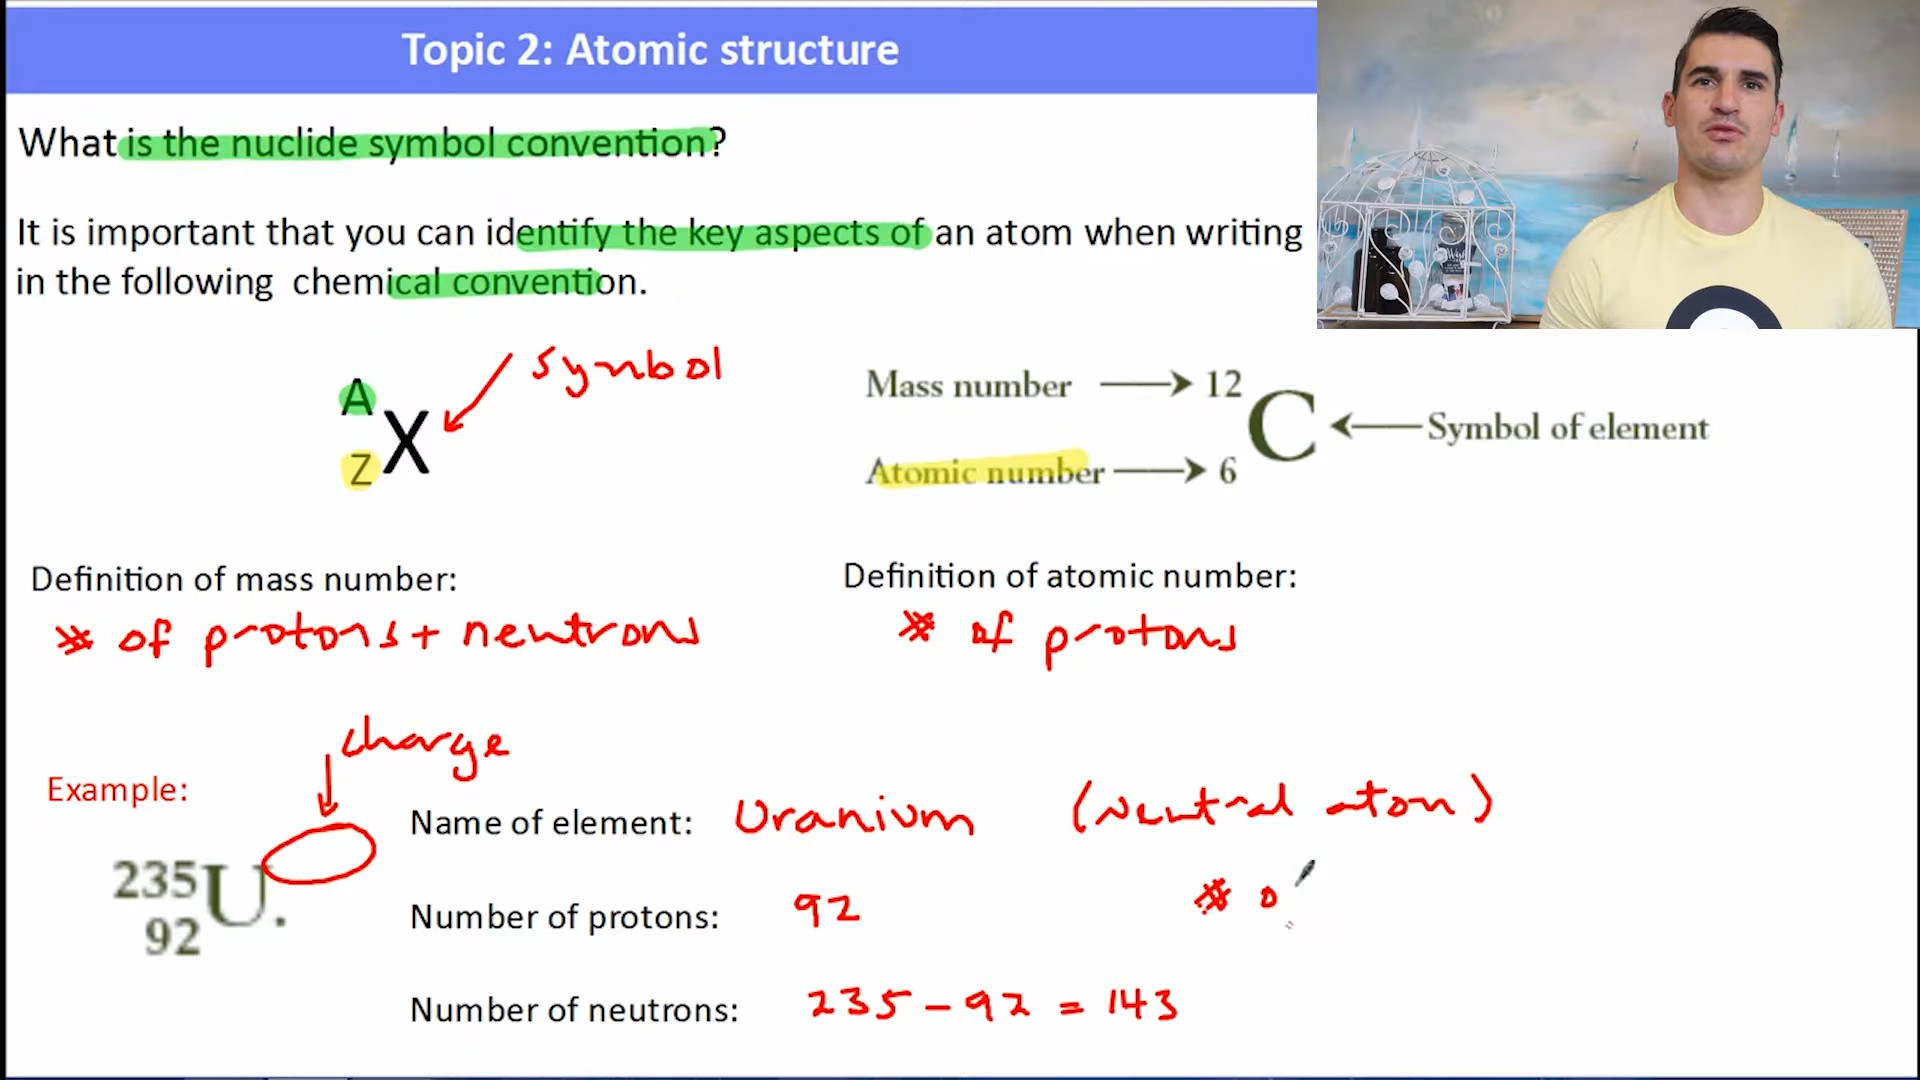 Topic 2: Atomic structure
What is the nuclide symbol convention?
It is important that you can identify the key aspects of an atom when writing
in the following chemical convention.
A
Z
X
symbol
Mass number
12
C
Symbol of element
Atomic number
6
Definition of mass number:
# of protons + neutrons
Definition of atomic number:
# of protons
charge
Example:
235
92
U.
Name of element: Uranium (Neutral atom)
Number of protons: 92
# o
Number of neutrons: 235 - 92 = 143